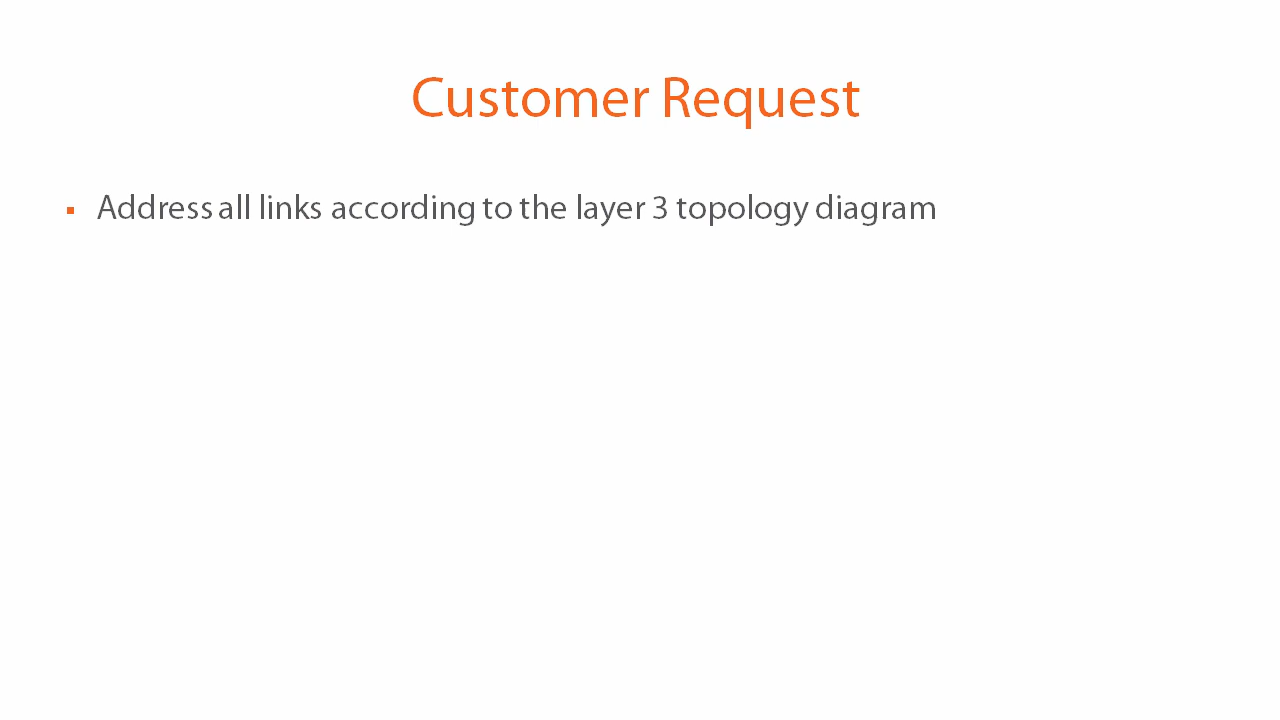 Customer Request
▪ Address all links according to the layer 3 topology diagram